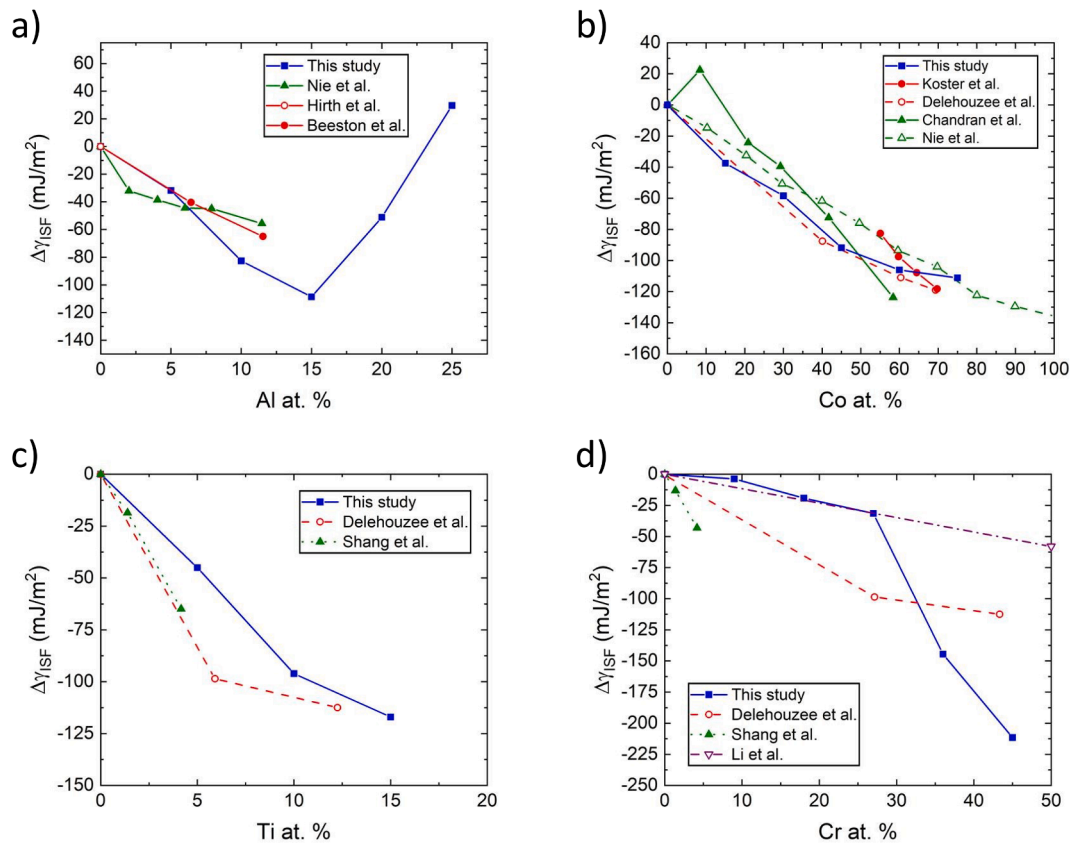 a)
60
40
20
0
-20
-40
-60
-80
-100
-120
-140
ΔγISF (mJ/m²)
This study
Nie et al.
Hirth et al.
Beeston et al.
0 5 10 15 20 25
Al at. %
b)
40
20
0
-20
-40
-60
-80
-100
-120
-140
-160
ΔγISF (mJ/m²)
This study
Koster et al.
Delehouzee et al.
Chandran et al.
Nie et al.
0 10 20 30 40 50 60 70 80 90 100
Co at. %
c)
0
-25
-50
-75
-100
-125
-150
ΔγISF (mJ/m²)
This study
Delehouzee et al.
Shang et al.
0 5 10 15 20
Ti at. %
d)
0
-25
-50
-75
-100
-125
-150
-175
-200
-225
-250
ΔγISF (mJ/m²)
This study
Delehouzee et al.
Shang et al.
Li et al.
0 10 20 30 40 50
Cr at. %